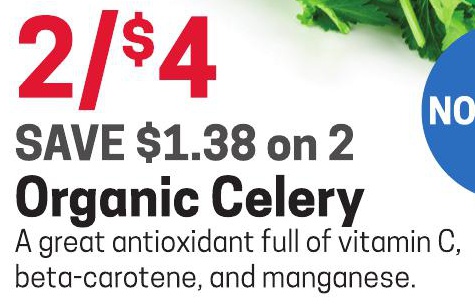 2/$4
SAVE $1.38 on 2
Organic Celery
A great antioxidant full of vitamin C,
beta-carotene, and manganese.
NO